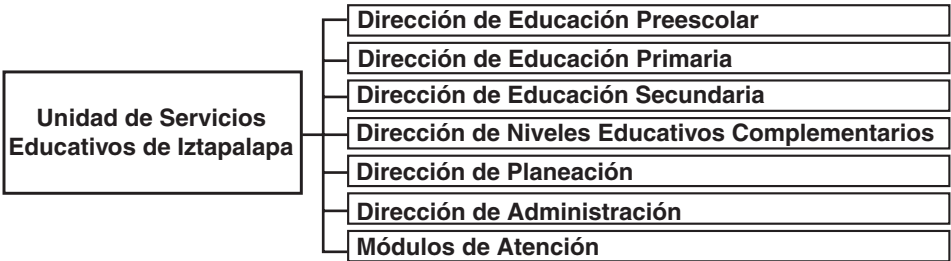 Unidad de Servicios
Educativos de Iztapalapa
Dirección de Educación Preescolar
Dirección de Educación Primaria
Dirección de Educación Secundaria
Dirección de Niveles Educativos Complementarios
Dirección de Planeación
Dirección de Administración
Módulos de Atención